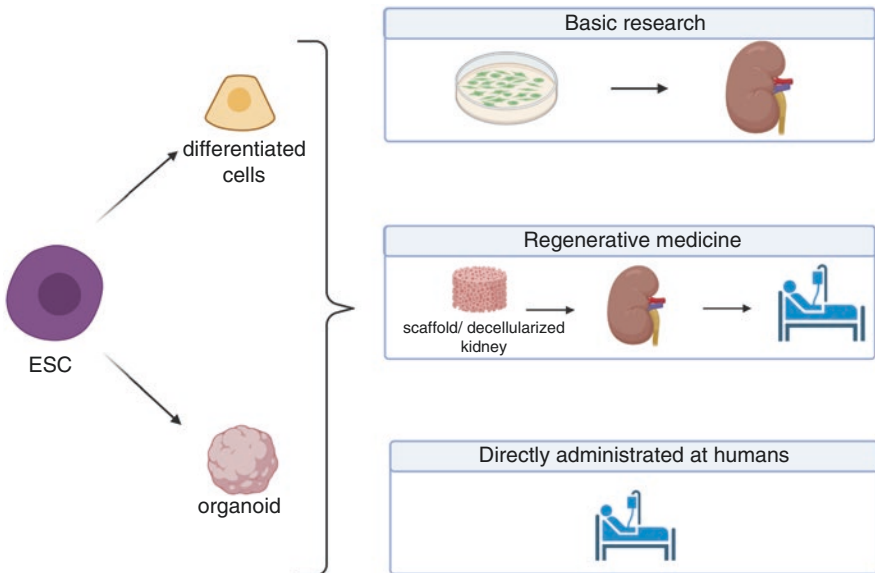 Basic research
differentiated
cells
Regenerative medicine
scaffold/ decellularized
kidney
ESC
Directly administrated at humans
organoid